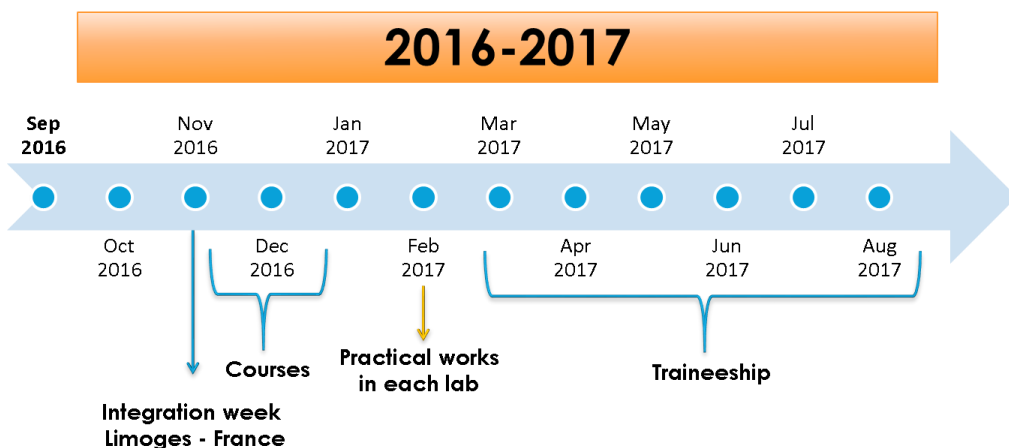 2016-2017
Sep
2016
Nov
2016
Jan
2017
Mar
2017
May
2017
Jul
2017
Oct
2016
Dec
2016
Feb
2017
Apr
2017
Jun
2017
Aug
2017
Courses
Practical works
in each lab
Traineeship
Integration week
Limoges - France